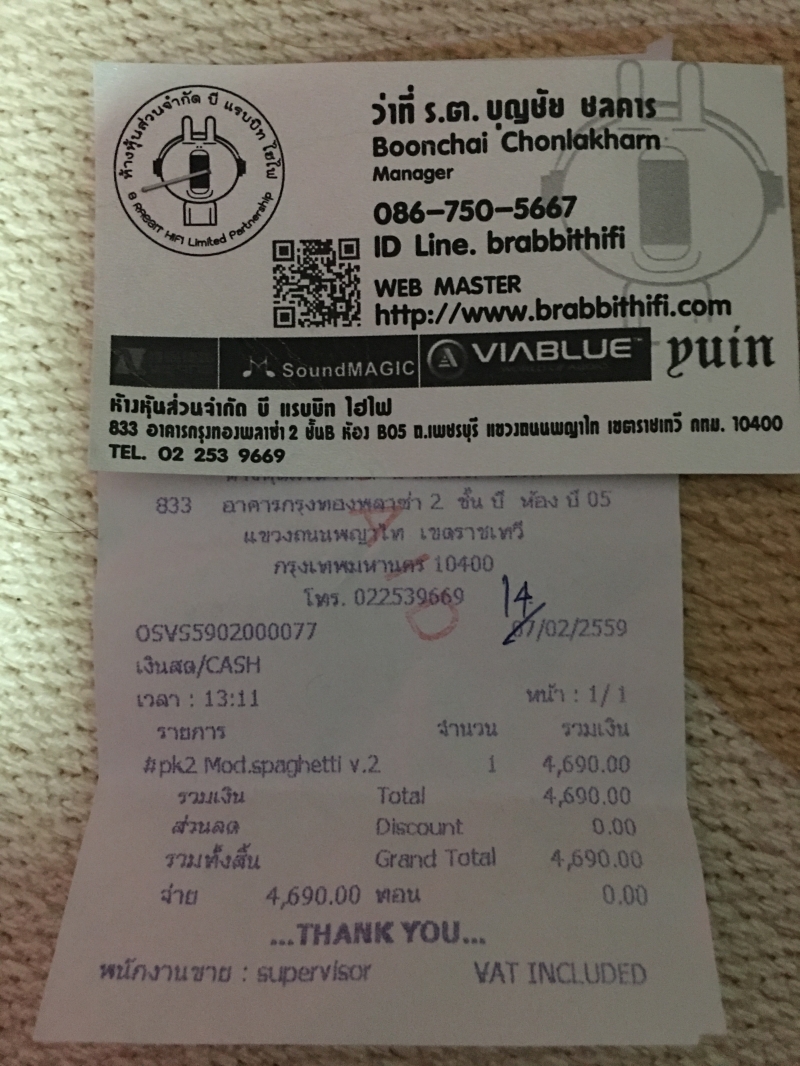 ห้างหุ้นส่วนจำกัด บี แรบบิท ไฮไฟ
B RABBIT HIFI Limited Partnership
ว่าที่ ร.ต. บุญชัย ชลคาร
Boonchai Chonlakharn
Manager
086-750-5667
ID Line. brabbithifi
WEB MASTER
http://www.brabbithifi.com
SoundMAGIC
VIABLUE
yuin
ห้างหุ้นส่วนจำกัด บี แรบบิท ไฮไฟ
833 อาคารกรุงทองพลาซ่า 2 ชั้นB ห้อง B05 ถ.เพชรบุรี แขวงถนนพญาไท เขตราชเทวี กทม. 10400
TEL. 02 253 9669
833 อาคารกรุงทองพลาซ่า 2 ชั้น บี ห้อง บี 05
แขวงถนนพญาไท เขตราชเทวี
กรุงเทพมหานคร 10400
โทร. 022539669
14
OSVS5902000077 07/02/2559
เงินสด/CASH
เวลา : 13:11 หน้า : 1/ 1
รายการ จำนวน รวมเงิน
#pk2 Mod.spaghetti v.2 1 4,690.00
รวมเงิน Total 4,690.00
ส่วนลด Discount 0.00
รวมทั้งสิ้น Grand Total 4,690.00
จ่าย 4,690.00 ทอน 0.00
...THANK YOU...
พนักงานขาย : supervisor VAT INCLUDED